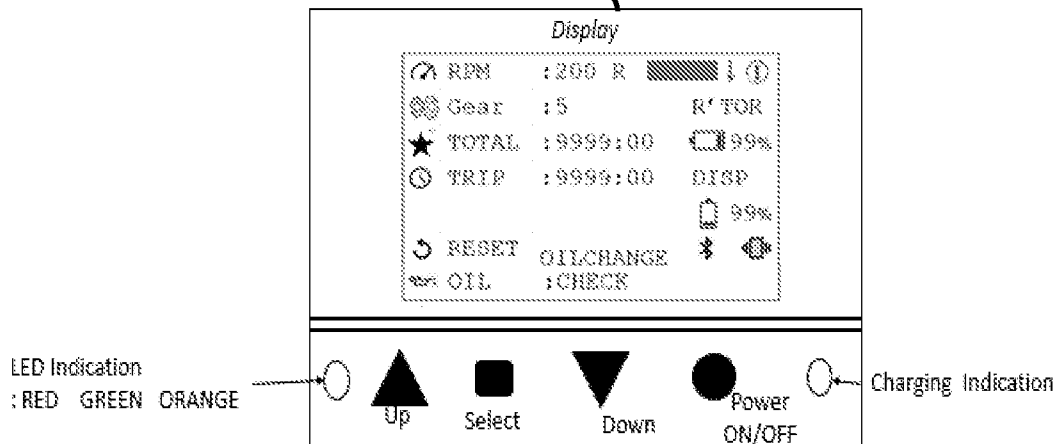 Display
RPM :200 R
Gear :5 R'TOR
TOTAL :9999:00 99%
TRIP :9999:00 DISP
99%
RESET OILCHANGE
OIL :CHECK
LED Indication
:RED GREEN ORANGE
Up
Select
Down
Power
ON/OFF
Charging Indication